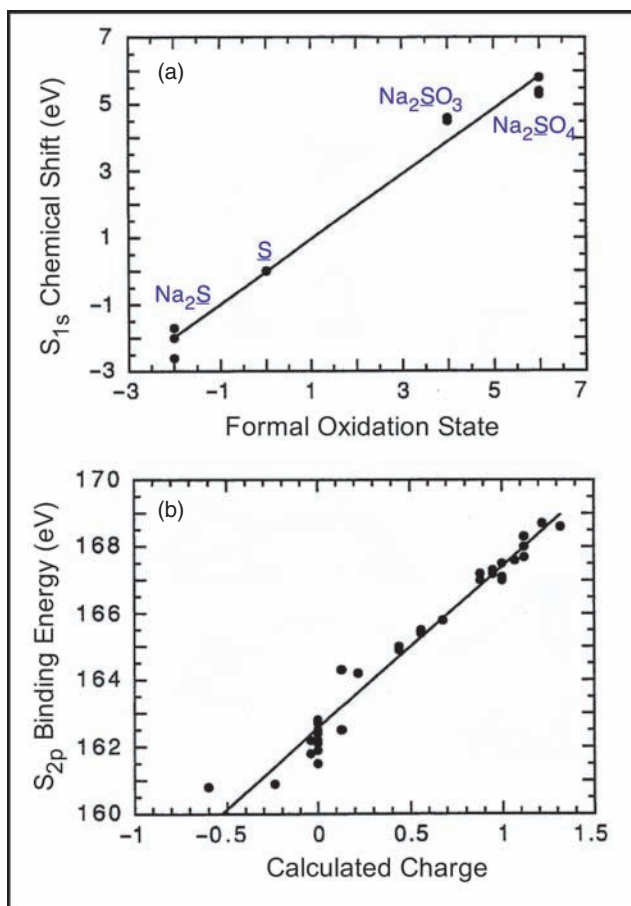 7
(a)
5
3
1
−1
−3
Na₂SO₃
Na₂SO₄
S
Na₂S
−3 −1 1 3 5 7
S₁ₛ Chemical Shift (eV)
Formal Oxidation State
170
(b)
168
166
164
162
160
−1 −0.5 0 0.5 1 1.5
S₂ₚ Binding Energy (eV)
Calculated Charge